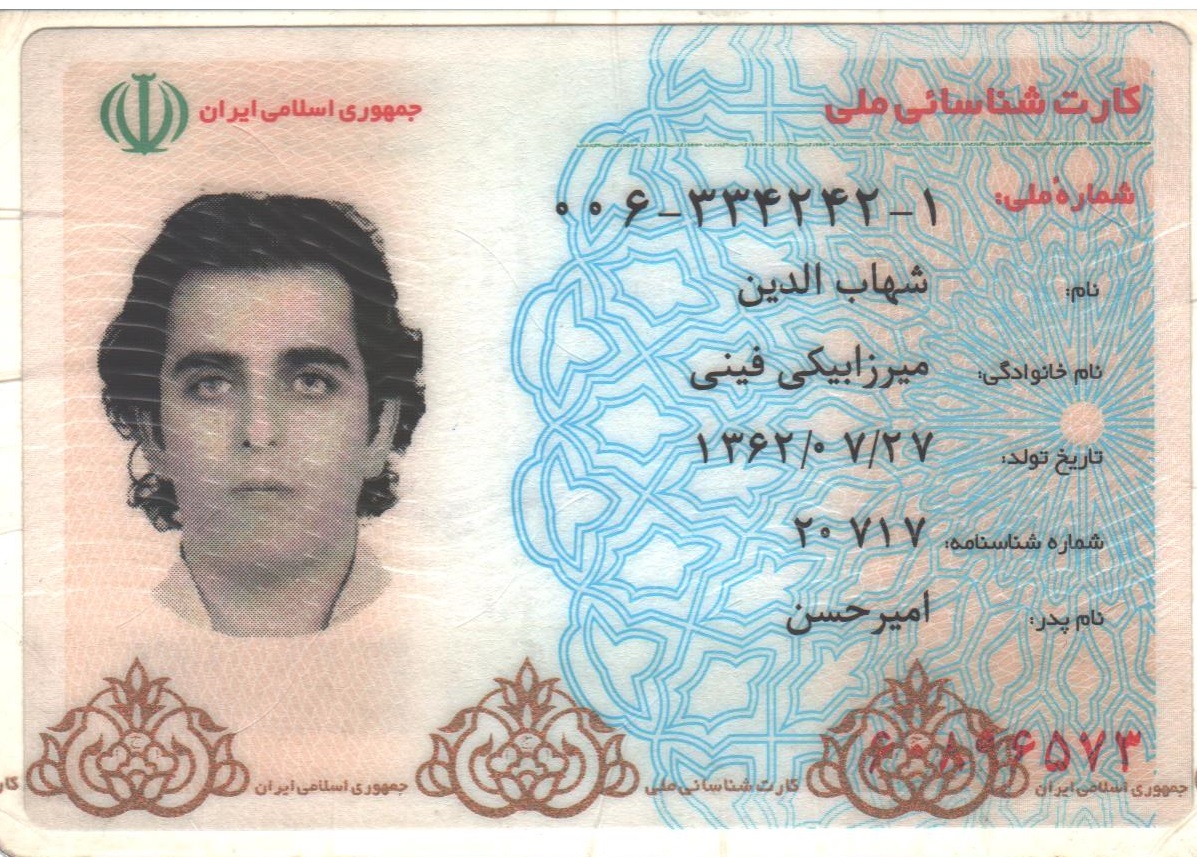 جمهوری اسلامی ایران
کارت شناسائی ملی
شمارهٔ ملی: ۰۰۶-۳۳۴۲۴۲-۱
نام: شهاب الدین
نام خانوادگی: میرزابیکی فینی
تاریخ تولد: ۱۳۶۲/۰۷/۲۷
شماره شناسنامه: ۲۰۷۱۷
نام پدر: امیرحسن
جمهوری اسلامی ایران کارت شناسائی ملی جمهوری اسلامی ایران